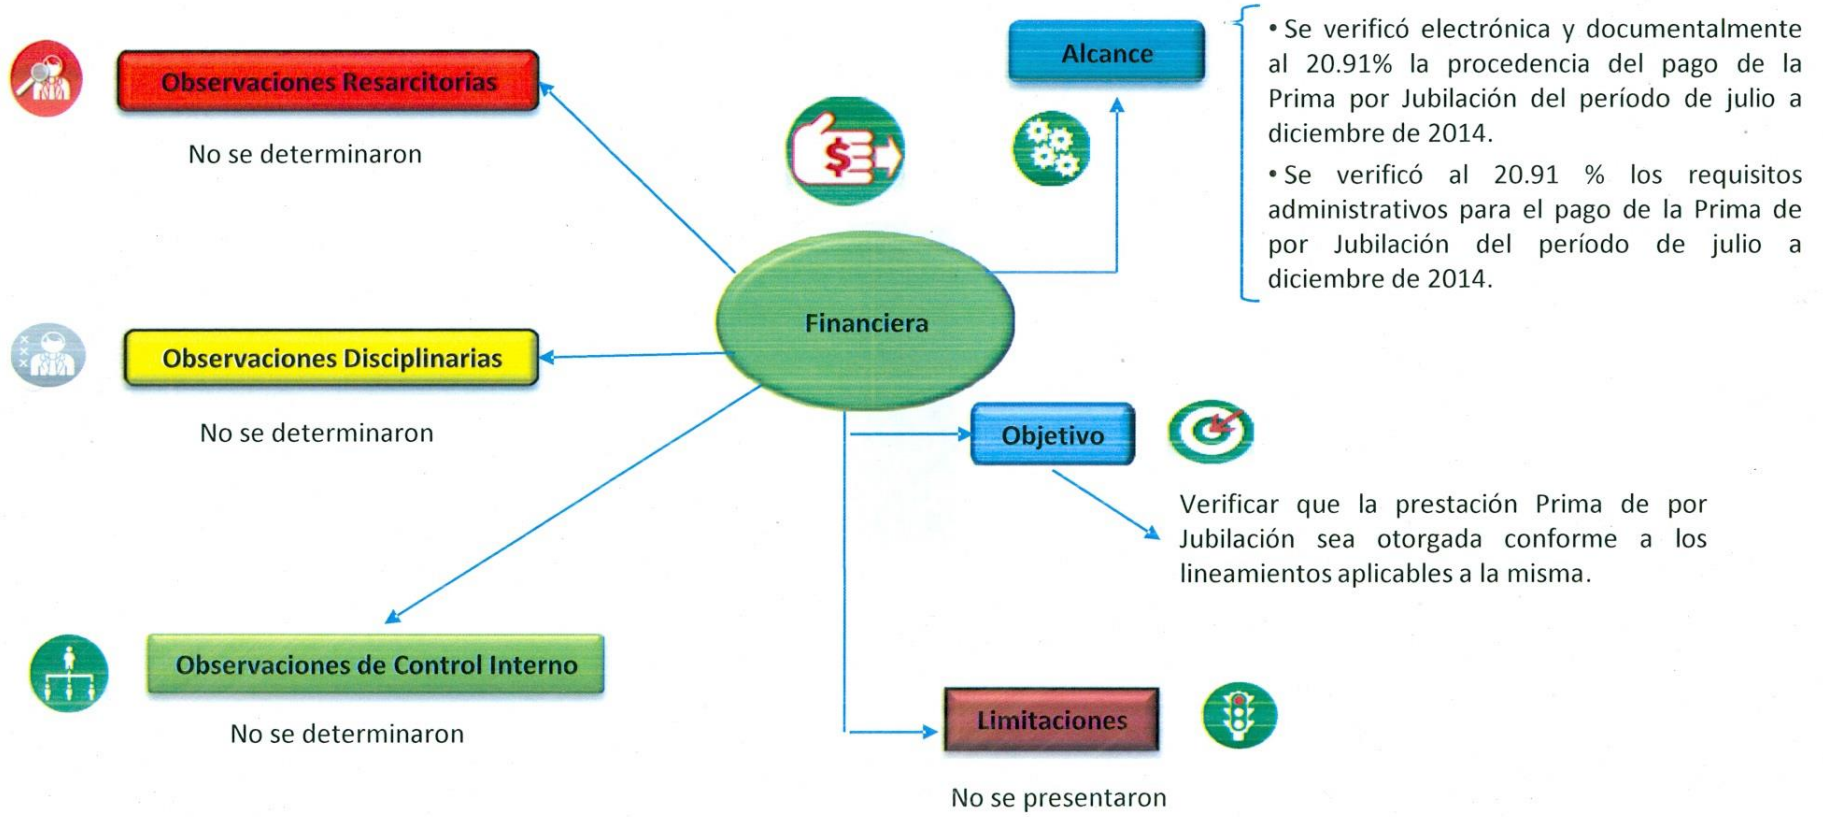 Observaciones Resarcitorias
No se determinaron
Observaciones Disciplinarias
No se determinaron
Observaciones de Control Interno
No se determinaron
$
Financiera
Alcance
• Se verificó electrónica y documentalmente
al 20.91% la procedencia del pago de la
Prima por Jubilación del período de julio a
diciembre de 2014.
• Se verificó al 20.91 % los requisitos
administrativos para el pago de la Prima de
por Jubilación del período de julio a
diciembre de 2014.
Objetivo
Verificar que la prestación Prima de por
Jubilación sea otorgada conforme a los
lineamientos aplicables a la misma.
Limitaciones
No se presentaron